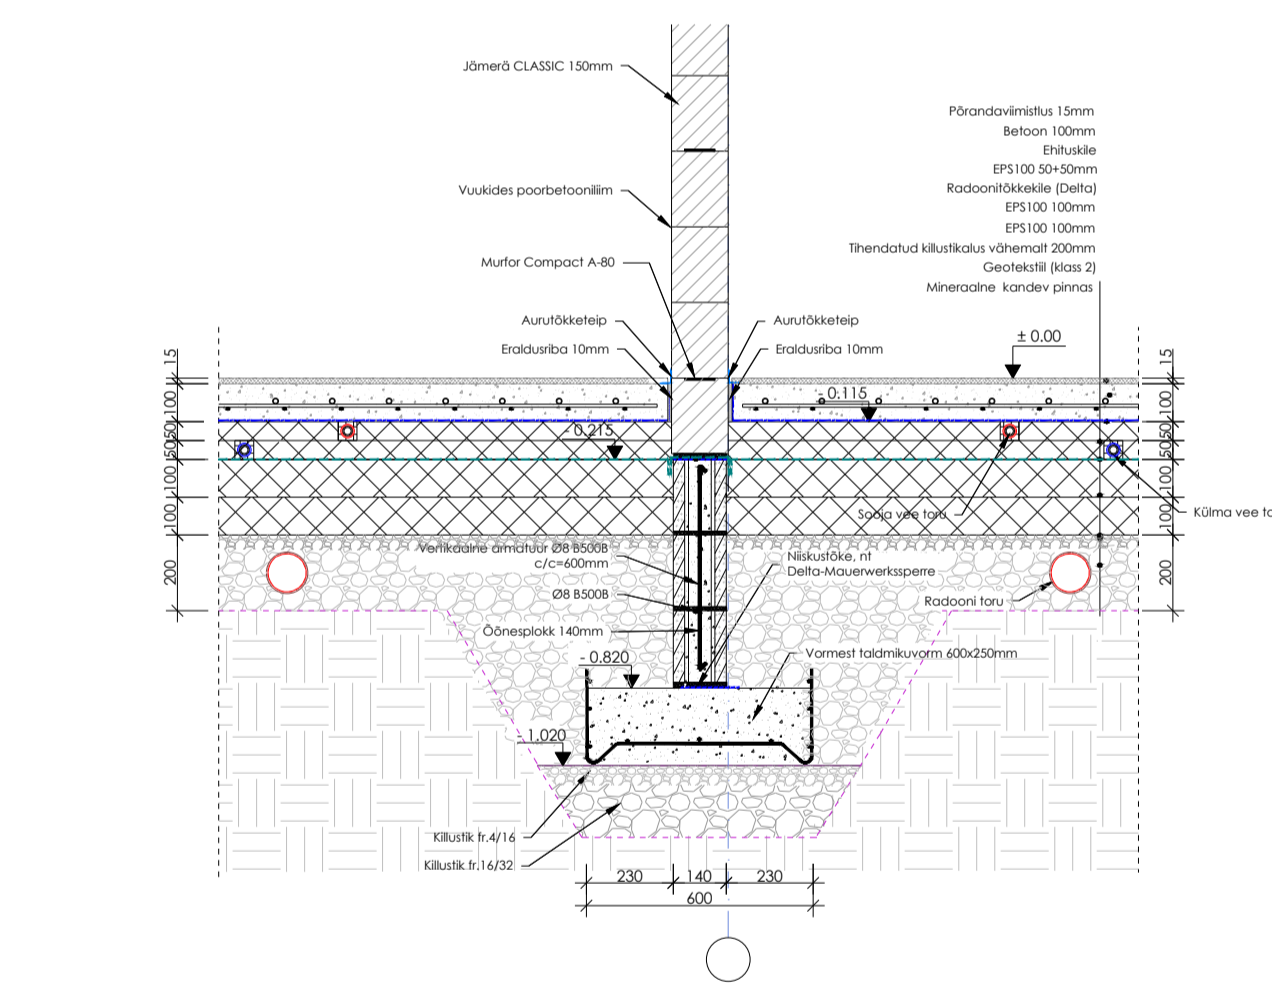 Jämerä CLASSIC 150mm
Vuukides poorbetooniliim
Murfor Compact A-80
Aurutõkketeip
Eraldusriba 10mm
Aurutõkketeip
Eraldusriba 10mm
Põrandaviimistlus 15mm
Betoon 100mm
Ehituskile
EPS100 50+50mm
Radoonitõkkekile (Delta)
EPS100 100mm
EPS100 100mm
Tihendatud killustikalus vähemalt 200mm
Geotekstiil (klass 2)
Mineraalne kandev pinnas
± 0.00
- 0.115
- 0.215
15
100
50
50
100
100
200
15
100
50
50
100
100
200
Sooja vee toru
Külma vee to
Vertikaalne armatuur Ø8 B500B
c/c=600mm
Ø8 B500B
Õõnesplokk 140mm
Niiskustõke, nt
Delta-Mauerwerkssperre
Radooni toru
Vormest taldmikuvorm 600x250mm
- 0.820
- 1.020
Killustik fr.4/16
Killustik fr.16/32
230
140
230
600